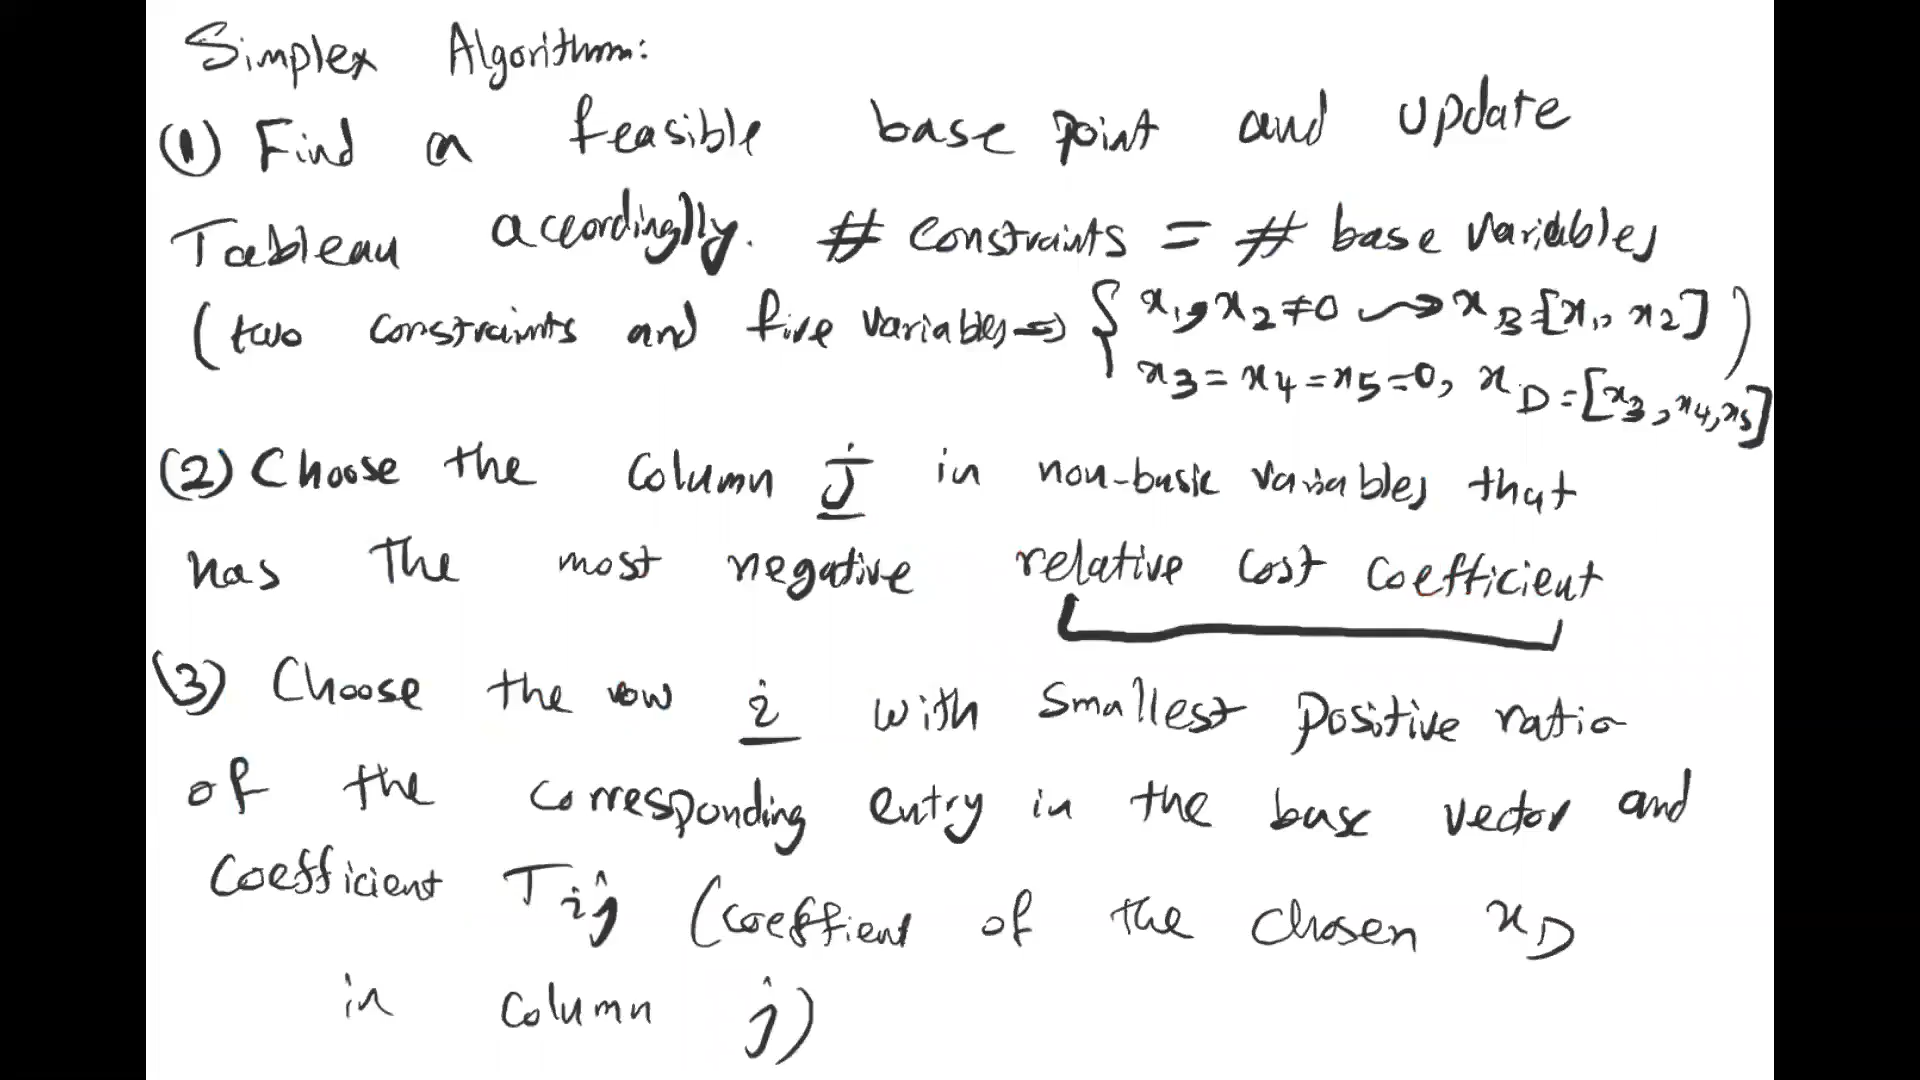 Simplex Algorithm:
(1) Find a feasible base point and update
Tableau accordinglly. # constraints = # base variables
(two constraints and five variables => { x1, x2 ≠ 0 ⇝ xB = [x1, x2] )
x3 = x4 = x5 = 0, xD = [x3, x4, x5]
(2) Choose the column j in non-basic variables that
has the most negative relative cost coefficient
(3) Choose the row i with smallest positive ratio
of the corresponding entry in the base vector and
coefficient Tij (coeffient of the chosen xD
in column j)